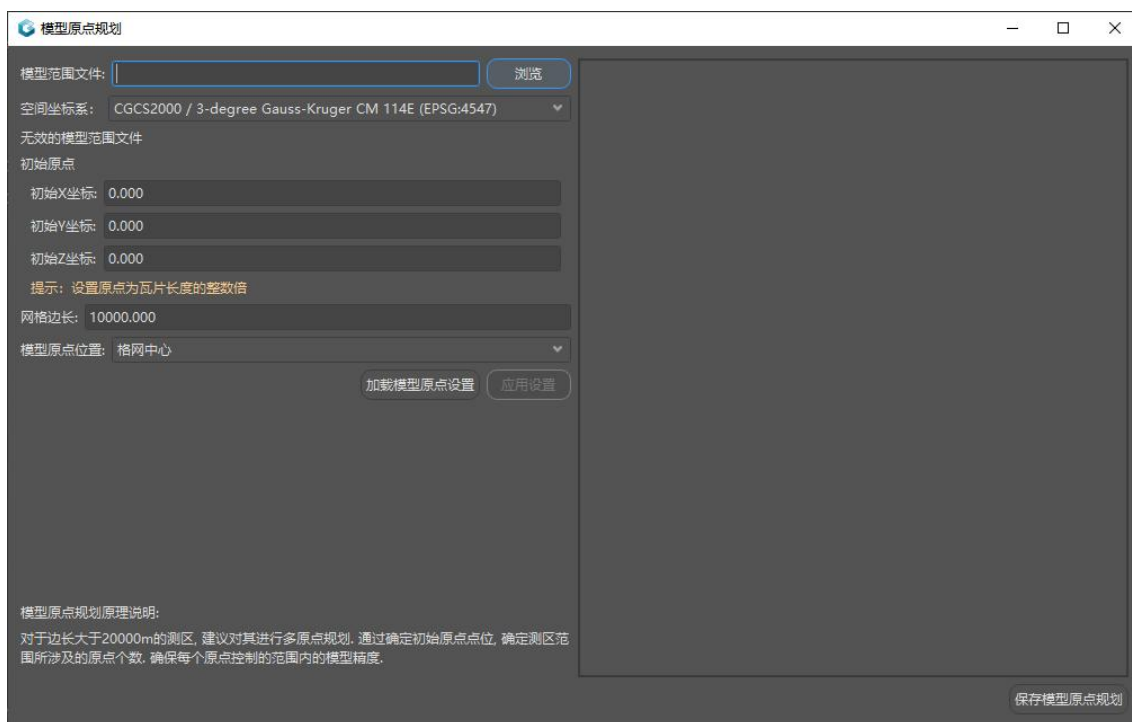 模型原点规划
模型范围文件:
浏览
空间坐标系: CGCS2000 / 3-degree Gauss-Kruger CM 114E (EPSG:4547)
无效的模型范围文件
初始原点
初始X坐标: 0.000
初始Y坐标: 0.000
初始Z坐标: 0.000
提示: 设置原点为瓦片长度的整数倍
网格边长: 10000.000
模型原点位置: 格网中心
加载模型原点设置
应用设置
模型原点规划原理说明:
对于边长大于20000m的测区, 建议对其进行多原点规划. 通过确定初始原点点位, 确定测区范
围所涉及的原点个数. 确保每个原点控制的范围内的模型精度.
保存模型原点规划